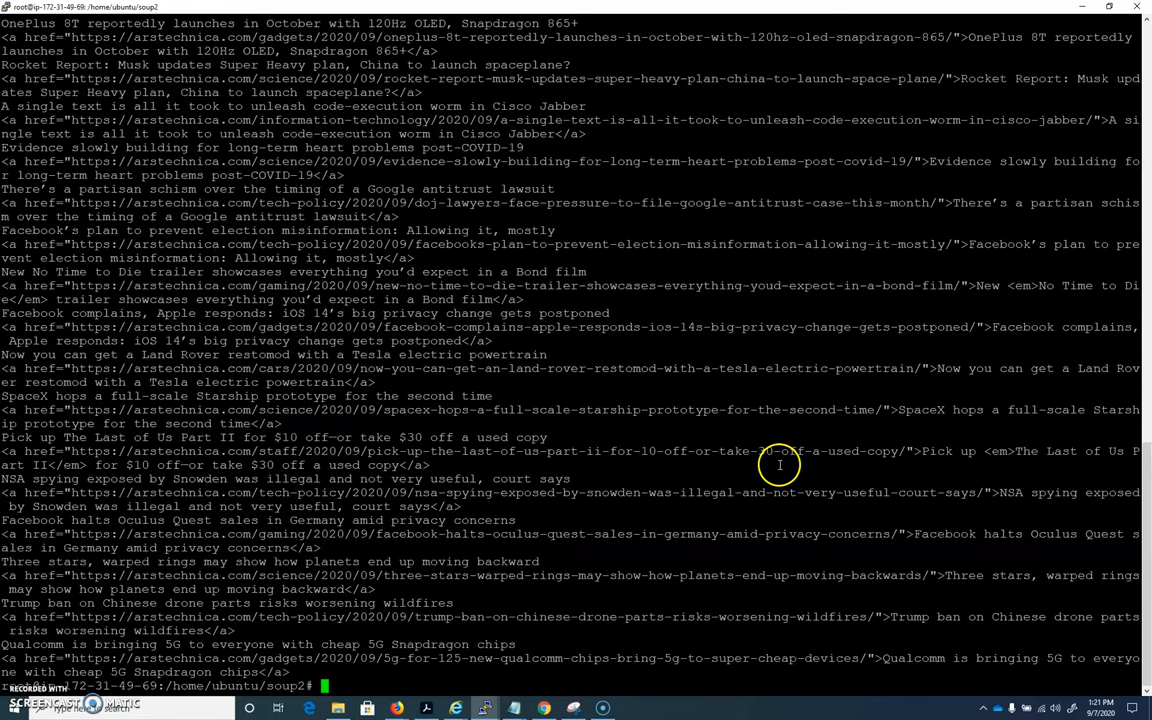 root@ip-172-31-49-69: /home/ubuntu/soup2
OnePlus 8T reportedly launches in October with 120Hz OLED, Snapdragon 865+
<a href="https://arstechnica.com/gadgets/2020/09/oneplus-8t-reportedly-launches-in-october-with-120hz-oled-snapdragon-865/">OnePlus 8T reportedly
launches in October with 120Hz OLED, Snapdragon 865+</a>
Rocket Report: Musk updates Super Heavy plan, China to launch spaceplane?
<a href="https://arstechnica.com/science/2020/09/rocket-report-musk-updates-super-heavy-plan-china-to-launch-space-plane/">Rocket Report: Musk upd
ates Super Heavy plan, China to launch spaceplane?</a>
A single text is all it took to unleash code-execution worm in Cisco Jabber
<a href="https://arstechnica.com/information-technology/2020/09/a-single-text-is-all-it-took-to-unleash-code-execution-worm-in-cisco-jabber/">A si
ngle text is all it took to unleash code-execution worm in Cisco Jabber</a>
Evidence slowly building for long-term heart problems post-COVID-19
<a href="https://arstechnica.com/science/2020/09/evidence-slowly-building-for-long-term-heart-problems-post-covid-19/">Evidence slowly building fo
r long-term heart problems post-COVID-19</a>
There’s a partisan schism over the timing of a Google antitrust lawsuit
<a href="https://arstechnica.com/tech-policy/2020/09/doj-lawyers-face-pressure-to-file-google-antitrust-case-this-month/">There’s a partisan schis
m over the timing of a Google antitrust lawsuit</a>
Facebook’s plan to prevent election misinformation: Allowing it, mostly
<a href="https://arstechnica.com/tech-policy/2020/09/facebooks-plan-to-prevent-election-misinformation-allowing-it-mostly/">Facebook’s plan to pre
vent election misinformation: Allowing it, mostly</a>
New No Time to Die trailer showcases everything you’d expect in a Bond film
<a href="https://arstechnica.com/gaming/2020/09/new-no-time-to-die-trailer-showcases-everything-youd-expect-in-a-bond-film/">New <em>No Time to Di
e</em> trailer showcases everything you’d expect in a Bond film</a>
Facebook complains, Apple responds: iOS 14’s big privacy change gets postponed
<a href="https://arstechnica.com/gadgets/2020/09/facebook-complains-apple-responds-ios-14s-big-privacy-change-gets-postponed/">Facebook complains,
Apple responds: iOS 14’s big privacy change gets postponed</a>
Now you can get a Land Rover restomod with a Tesla electric powertrain
<a href="https://arstechnica.com/cars/2020/09/now-you-can-get-an-land-rover-restomod-with-a-tesla-electric-powertrain/">Now you can get a Land Rov
er restomod with a Tesla electric powertrain</a>
SpaceX hops a full-scale Starship prototype for the second time
<a href="https://arstechnica.com/science/2020/09/spacex-hops-a-full-scale-starship-prototype-for-the-second-time/">SpaceX hops a full-scale Starsh
ip prototype for the second time</a>
Pick up The Last of Us Part II for $10 off—or take $30 off a used copy
<a href="https://arstechnica.com/staff/2020/09/pick-up-the-last-of-us-part-ii-for-10-off-or-take-30-off-a-used-copy/">Pick up <em>The Last of Us P
art II</em> for $10 off—or take $30 off a used copy</a>
NSA spying exposed by Snowden was illegal and not very useful, court says
<a href="https://arstechnica.com/tech-policy/2020/09/nsa-spying-exposed-by-snowden-was-illegal-and-not-very-useful-court-says/">NSA spying exposed
by Snowden was illegal and not very useful, court says</a>
Facebook halts Oculus Quest sales in Germany amid privacy concerns
<a href="https://arstechnica.com/gaming/2020/09/facebook-halts-oculus-quest-sales-in-germany-amid-privacy-concerns/">Facebook halts Oculus Quest s
ales in Germany amid privacy concerns</a>
Three stars, warped rings may show how planets end up moving backward
<a href="https://arstechnica.com/science/2020/09/three-stars-warped-rings-may-show-how-planets-end-up-moving-backwards/">Three stars, warped rings
may show how planets end up moving backward</a>
Trump ban on Chinese drone parts risks worsening wildfires
<a href="https://arstechnica.com/tech-policy/2020/09/trump-ban-on-chinese-drone-parts-risks-worsening-wildfires/">Trump ban on Chinese drone parts
risks worsening wildfires</a>
Qualcomm is bringing 5G to everyone with cheap 5G Snapdragon chips
<a href="https://arstechnica.com/gadgets/2020/09/5g-for-125-new-qualcomm-chips-bring-5g-to-super-cheap-devices/">Qualcomm is bringing 5G to everyo
ne with cheap 5G Snapdragon chips</a>
root@ip-172-31-49-69:/home/ubuntu/soup2#
RECORDED WITH
SCREENCAST MATIC
Type here to search
1:21 PM
9/7/2020